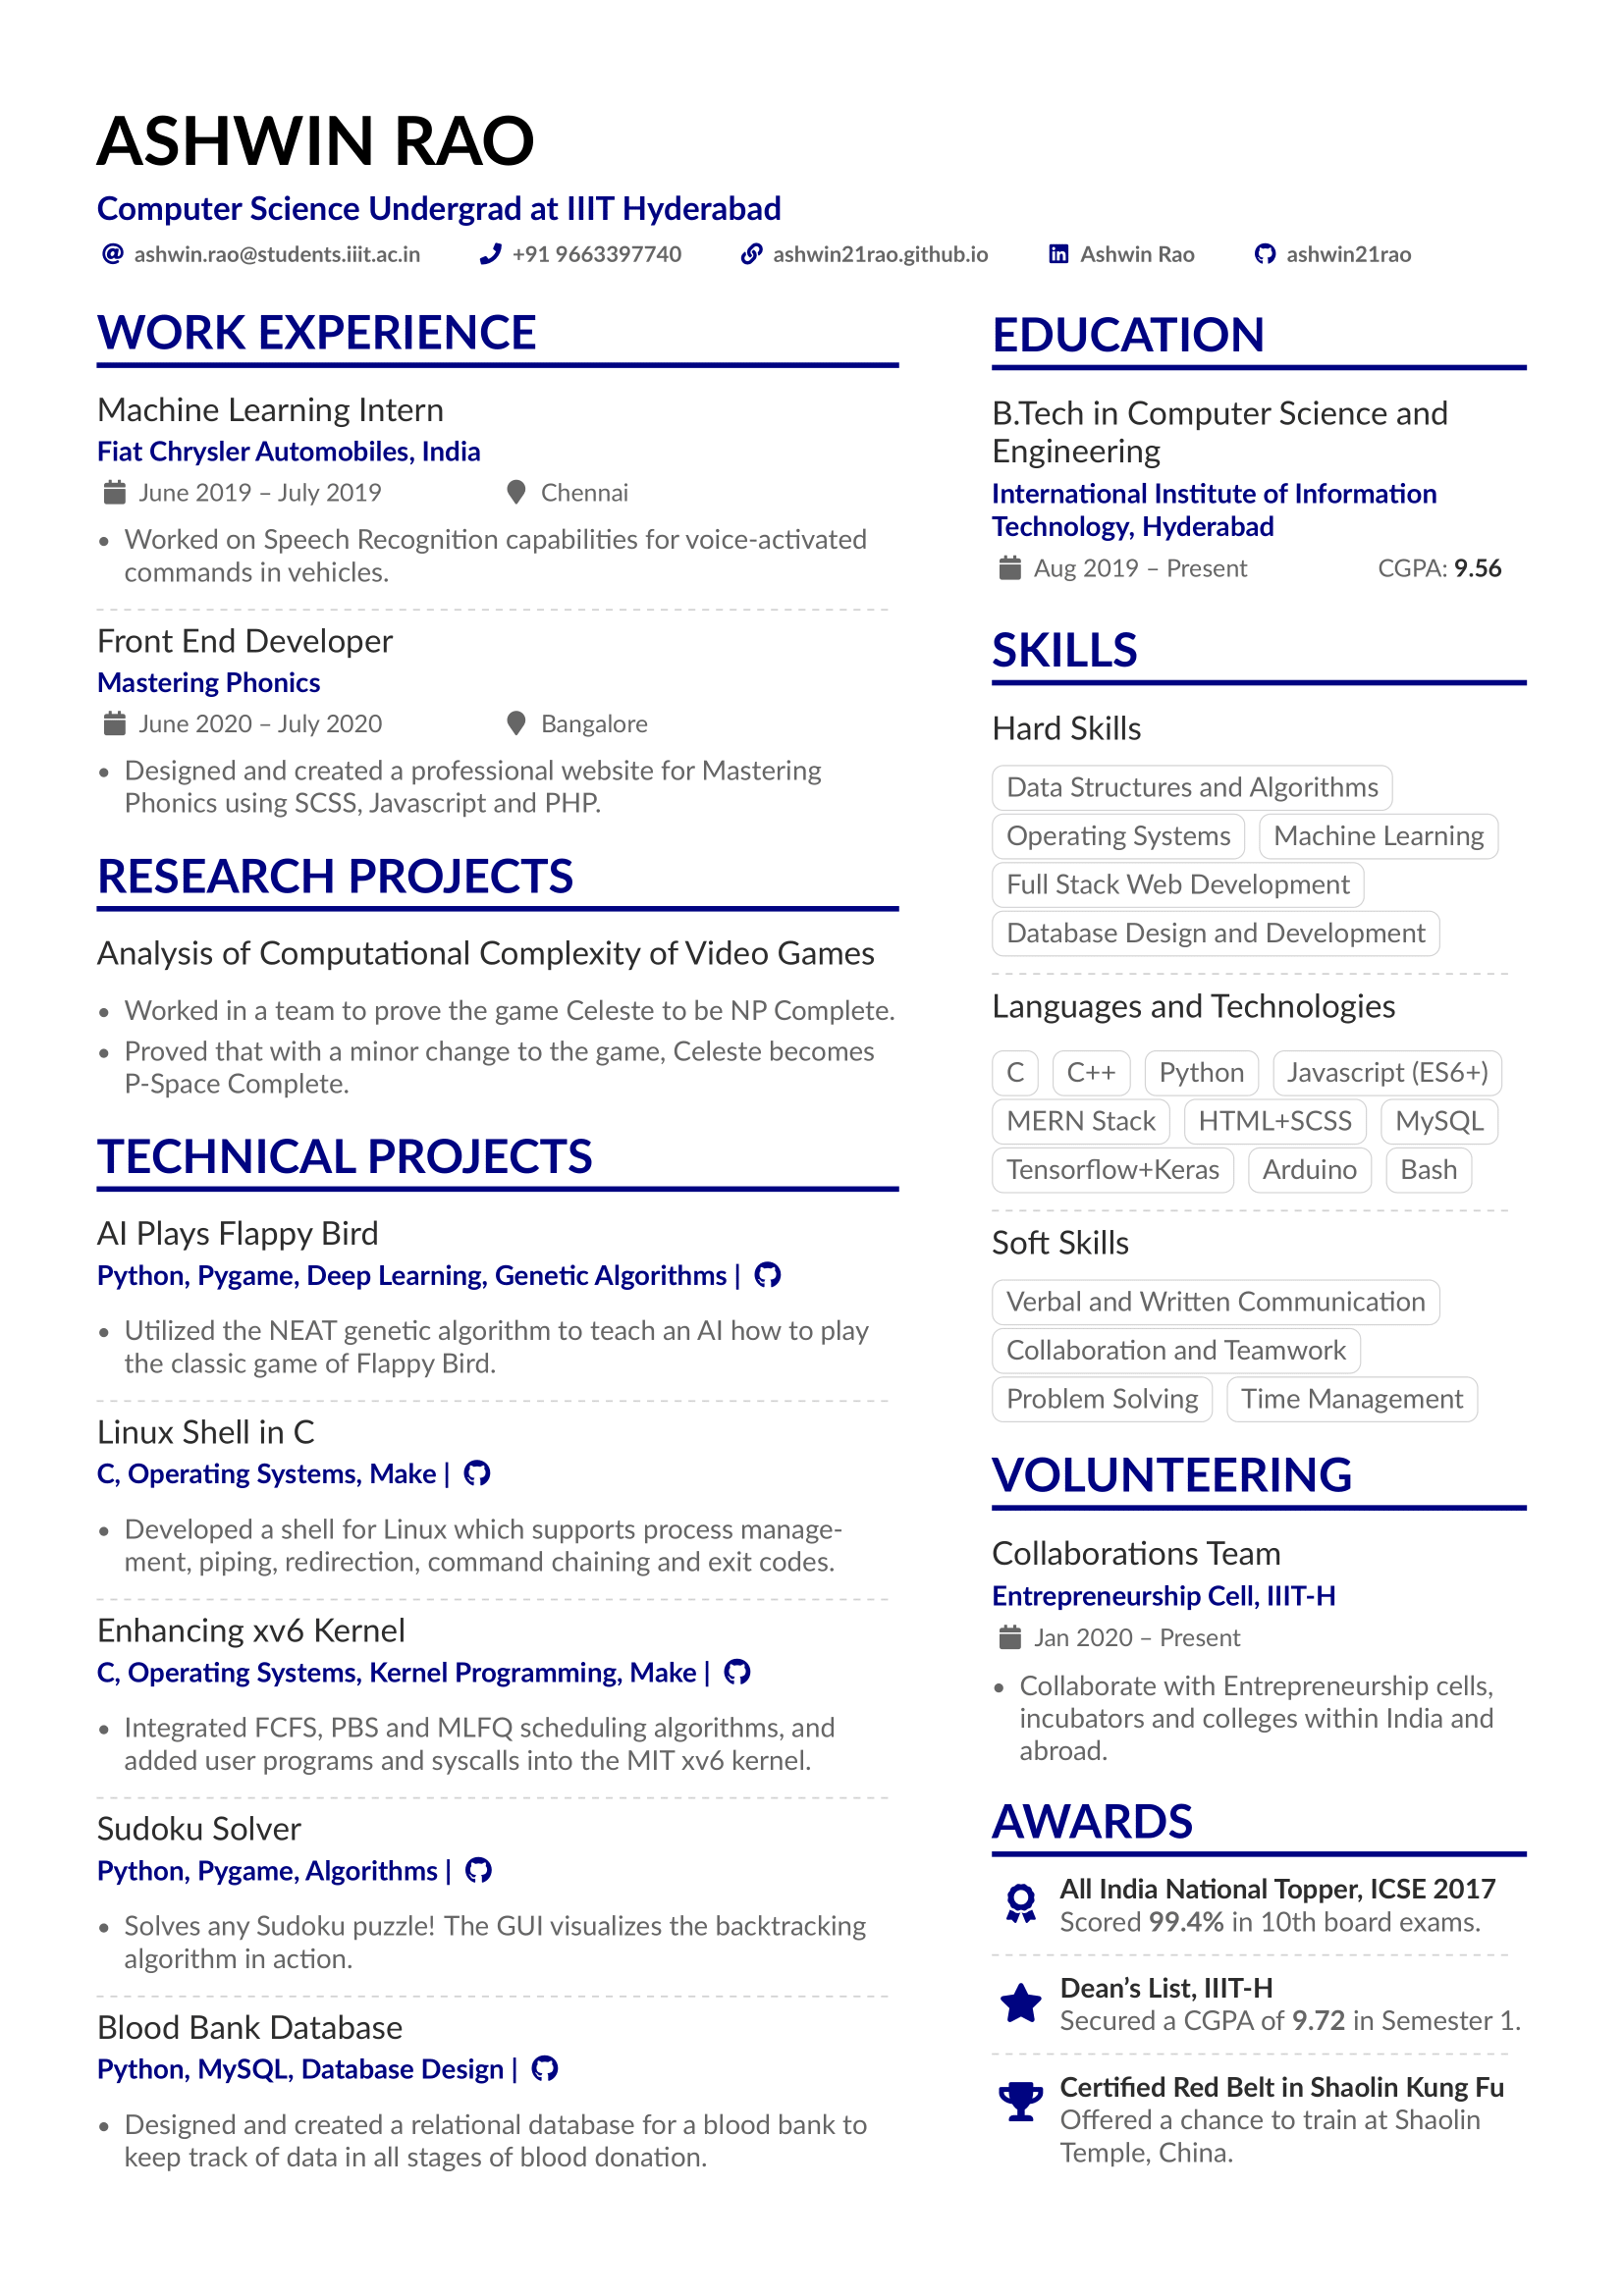 ASHWIN RAO
Computer Science Undergrad at IIIT Hyderabad
ashwin.rao@students.iiit.ac.in +91 9663397740 ashwin21rao.github.io Ashwin Rao ashwin21rao
WORK EXPERIENCE
Machine Learning Intern
Fiat Chrysler Automobiles, India
June 2019 – July 2019 Chennai
• Worked on Speech Recognition capabilities for voice-activated
commands in vehicles.
Front End Developer
Mastering Phonics
June 2020 – July 2020 Bangalore
• Designed and created a professional website for Mastering
Phonics using SCSS, Javascript and PHP.
RESEARCH PROJECTS
Analysis of Computational Complexity of Video Games
• Worked in a team to prove the game Celeste to be NP Complete.
• Proved that with a minor change to the game, Celeste becomes
P-Space Complete.
TECHNICAL PROJECTS
AI Plays Flappy Bird
Python, Pygame, Deep Learning, Genetic Algorithms |
• Utilized the NEAT genetic algorithm to teach an AI how to play
the classic game of Flappy Bird.
Linux Shell in C
C, Operating Systems, Make |
• Developed a shell for Linux which supports process manage-
ment, piping, redirection, command chaining and exit codes.
Enhancing xv6 Kernel
C, Operating Systems, Kernel Programming, Make |
• Integrated FCFS, PBS and MLFQ scheduling algorithms, and
added user programs and syscalls into the MIT xv6 kernel.
Sudoku Solver
Python, Pygame, Algorithms |
• Solves any Sudoku puzzle! The GUI visualizes the backtracking
algorithm in action.
Blood Bank Database
Python, MySQL, Database Design |
• Designed and created a relational database for a blood bank to
keep track of data in all stages of blood donation.
EDUCATION
B.Tech in Computer Science and
Engineering
International Institute of Information
Technology, Hyderabad
Aug 2019 – Present CGPA: 9.56
SKILLS
Hard Skills
Data Structures and Algorithms
Operating Systems Machine Learning
Full Stack Web Development
Database Design and Development
Languages and Technologies
C C++ Python Javascript (ES6+)
MERN Stack HTML+SCSS MySQL
Tensorflow+Keras Arduino Bash
Soft Skills
Verbal and Written Communication
Collaboration and Teamwork
Problem Solving Time Management
VOLUNTEERING
Collaborations Team
Entrepreneurship Cell, IIIT-H
Jan 2020 – Present
• Collaborate with Entrepreneurship cells,
incubators and colleges within India and
abroad.
AWARDS
All India National Topper, ICSE 2017
Scored 99.4% in 10th board exams.
Dean’s List, IIIT-H
Secured a CGPA of 9.72 in Semester 1.
Certified Red Belt in Shaolin Kung Fu
Offered a chance to train at Shaolin
Temple, China.